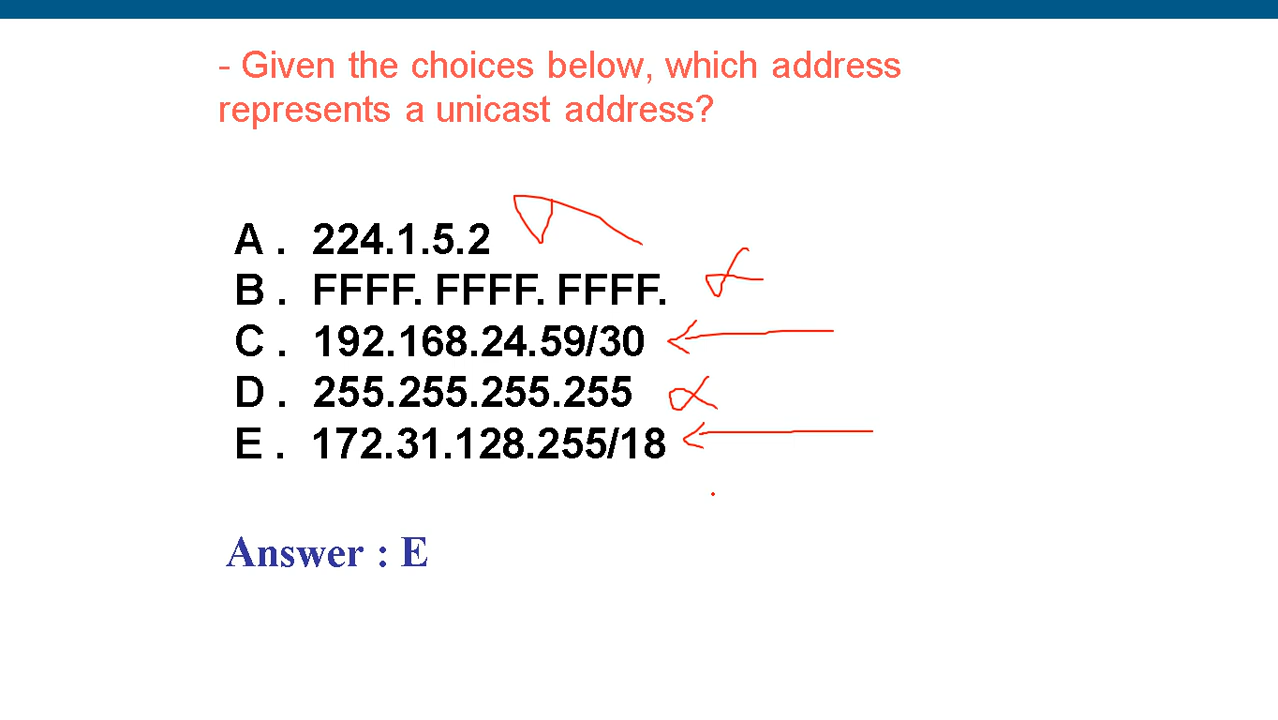 - Given the choices below, which address
represents a unicast address?
A . 224.1.5.2
B . FFFF. FFFF. FFFF.
C . 192.168.24.59/30
D . 255.255.255.255
E . 172.31.128.255/18
Answer : E